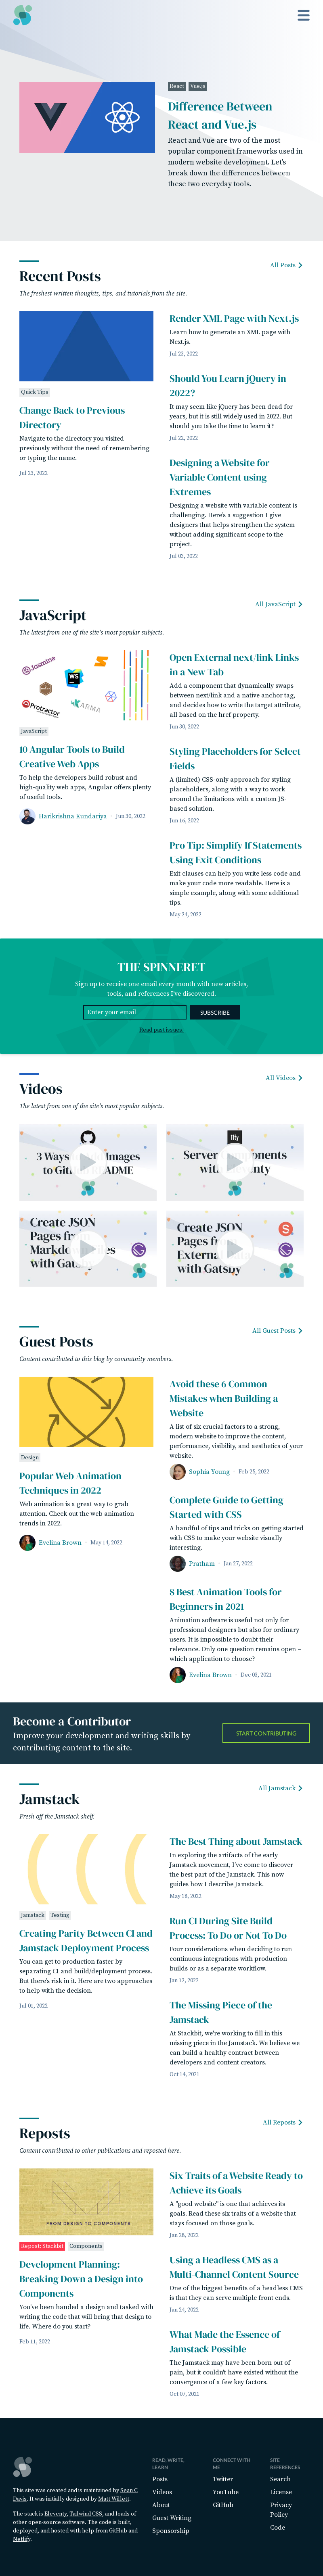 React Vue.js
Difference Between
React and Vue.js
React and Vue are two of the most
popular component frameworks used in
modern website development. Let's
break down the differences between
these two everyday tools.
All Posts
Recent Posts
The freshest written thoughts, tips, and tutorials from the site.
Quick Tips
Change Back to Previous
Directory
Navigate to the directory you visited
previously without the need of remembering
or typing the name.
Jul 23, 2022
Render XML Page with Next.js
Learn how to generate an XML page with
Next.js.
Jul 23, 2022
Should You Learn jQuery in
2022?
It may seem like jQuery has been dead for
years, but it is still widely used in 2022. But
should you take the time to learn it?
Jul 22, 2022
Designing a Website for
Variable Content using
Extremes
Designing a website with variable content is
challenging. Here's a suggestion I give
designers that helps strengthen the system
without adding significant scope to the
project.
Jul 02, 2022
All JavaScript
JavaScript
The latest from one of the site's most popular subjects.
Jasmine
WS
Protractor
KARMA
JavaScript
10 Angular Tools to Build
Creative Web Apps
To help the developers build robust and
high-quality web apps, Angular offers plenty
of useful tools.
Harikrishna Kundariya Jun 30, 2022
Open External next/link Links
in a New Tab
Add a component that dynamically swaps
between next/link and a native anchor tag,
and decides how to write the target attribute,
all based on the href property.
Jun 30, 2022
Styling Placeholders for Select
Fields
A (limited) CSS-only approach for styling
placeholders, along with a way to work
around the limitations with a custom JS-
based solution.
Jun 16, 2022
Pro Tip: Simplify If Statements
Using Exit Conditions
Exit clauses can help you write less code and
make your code more readable. Here is a
simple example, along with some additional
tips.
May 24, 2022
THE SPINNERET
Sign up to receive one email every month with new articles,
tools, and references I've discovered.
Enter your email
SUBSCRIBE
Read past issues.
All Videos
Videos
The latest from one of the site's most popular subjects.
3 Ways Images
to GitH ADME
11ty
Server ments
with nty
Create JSON
Pages from
Markdo es
with Gatsby
Create JSON
Pages fr
Externa
with Gatsby
All Guest Posts
Guest Posts
Content contributed to this blog by community members.
Design
Popular Web Animation
Techniques in 2022
Web animation is a great way to grab
attention. Check out the web animation
trends in 2022.
Evelina Brown May 14, 2022
Avoid these 6 Common
Mistakes when Building a
Website
A list of six crucial factors to a strong,
modern website to improve the content,
performance, visibility, and aesthetics of your
website.
Sophia Young Feb 25, 2022
Complete Guide to Getting
Started with CSS
A handful of tips and tricks on getting started
with CSS to make your website visually
interesting.
Pratham Jan 27, 2022
8 Best Animation Tools for
Beginners in 2021
Animation software is useful not only for
professional designers but also for ordinary
users. It is impossible to doubt their
relevance. Only one question remains open –
which application to choose?
Evelina Brown Dec 03, 2021
Become a Contributor
Improve your development and writing skills by
contributing content to the site.
START CONTRIBUTING
All Jamstack
Jamstack
Fresh off the Jamstack shelf.
Jamstack Testing
Creating Parity Between CI and
Jamstack Deployment Process
You can get to production faster by
separating CI and build/deployment process.
But there's risk in it. Here are two approaches
to help with the decision.
Jul 01, 2022
The Best Thing about Jamstack
In exploring the artifacts of the early
Jamstack movement, I've come to discover
the best part of the Jamstack. This now
guides how I describe Jamstack.
May 18, 2022
Run CI During Site Build
Process: To Do or Not To Do
Four considerations when deciding to run
continuous integrations with production
builds or as a separate workflow.
Jan 12, 2022
The Missing Piece of the
Jamstack
At Stackbit, we're working to fill in this
missing piece in the Jamstack. We believe we
can build a healthy contract between
developers and content creators.
Oct 14, 2021
All Reposts
Reposts
Content contributed to other publications and reposted here.
FROM DESIGN TO COMPONENTS
Repost: Stackbit Components
Development Planning:
Breaking Down a Design into
Components
You've been handed a design and tasked with
writing the code that will bring that design to
life. Where do you start?
Feb 11, 2022
Six Traits of a Website Ready to
Achieve its Goals
A "good website" is one that achieves its
goals. Read these six traits of a website that
stays focused on those goals.
Jan 28, 2022
Using a Headless CMS as a
Multi-Channel Content Source
One of the biggest benefits of a headless CMS
is that they can serve multiple front ends.
Jan 24, 2022
What Made the Essence of
Jamstack Possible
The Jamstack may have been born out of
pain, but it couldn't have existed without the
convergence of a few key factors.
Oct 07, 2021
This site was created and is maintained by Sean C
Davis. It was initially designed by Matt Willett.
The stack is Eleventy, Tailwind CSS, and loads of
other open-source software. The code is built,
deployed, and hosted with help from GitHub and
Netlify.
READ, WRITE,
LEARN
Posts
Videos
About
Guest Writing
Sponsorship
CONNECT WITH
ME
Twitter
YouTube
GitHub
SITE
REFERENCES
Search
License
Privacy
Policy
Code